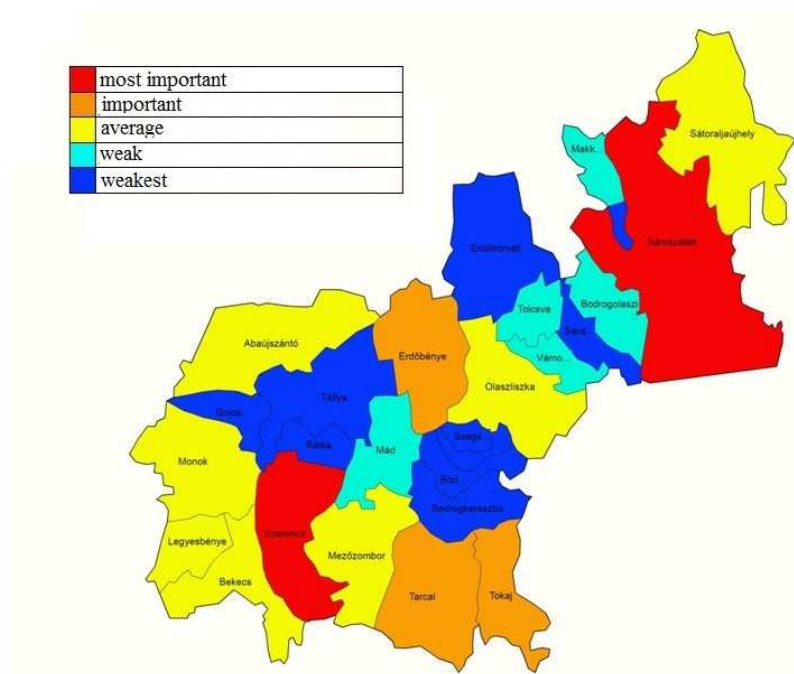 most important
important
average
weak
weakest
Sátoraljaújhely
Makk...
Sárospatak
Erdőhorváti
Bodrogolaszi
Tolcsva
Sára...
Vámo...
Abaújszántó
Erdőbénye
Olaszliszka
Tállya
Golop
Szegil...
Rátka
Mád
Monok
Bod...
Bodrogkeresztúr
Szerencs
Legyesbénye
Mezőzombor
Bekecs
Tarcal
Tokaj